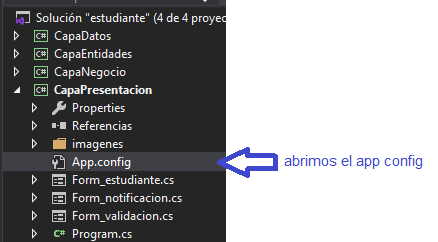 Solución "estudiante" (4 de 4 proyec
C# CapaDatos
C# CapaEntidades
C# CapaNegocio
C# CapaPresentacion
Properties
Referencias
imagenes
App.config
abrimos el app config
Form_estudiante.cs
Form_notificacion.cs
Form_validacion.cs
C# Program.cs